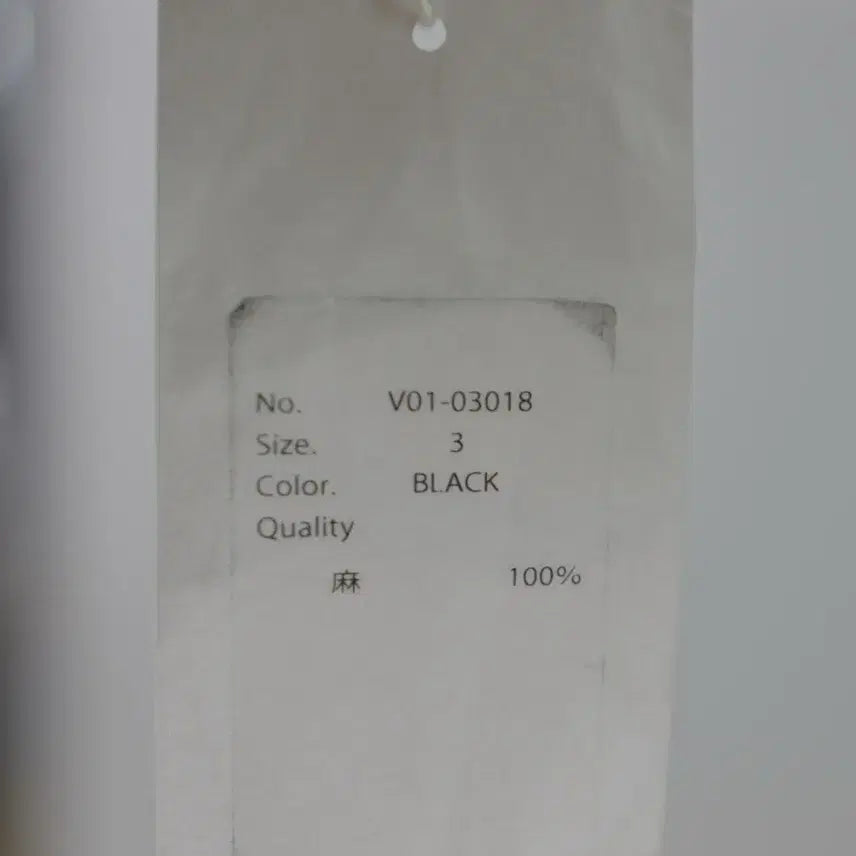 No. V01-03018
Size. 3
Color. BLACK
Quality
麻 100%